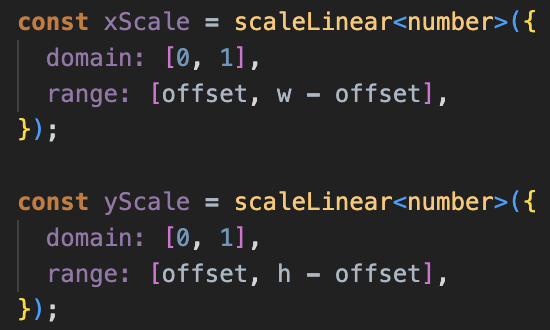 const xScale = scaleLinear<number>({
  domain: [0, 1],
  range: [offset, w - offset],
});

const yScale = scaleLinear<number>({
  domain: [0, 1],
  range: [offset, h - offset],
});